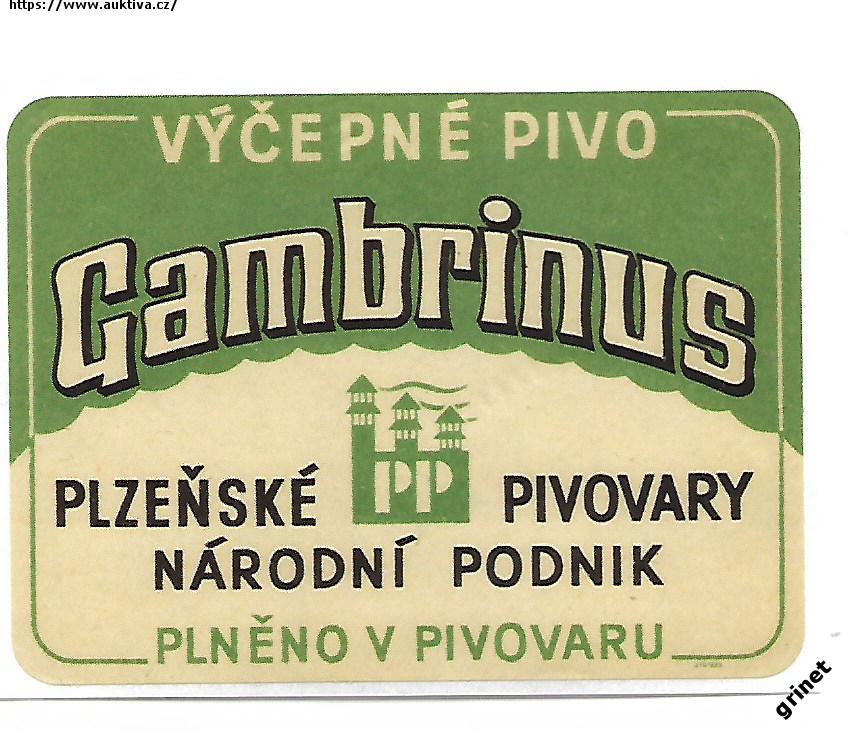 https://www.auktiva.cz/
VÝČEPNÉ PIVO
Gambrinus
PP
PLZEŇSKÉ PIVOVARY
NÁRODNÍ PODNIK
PLNĚNO V PIVOVARU
grinet